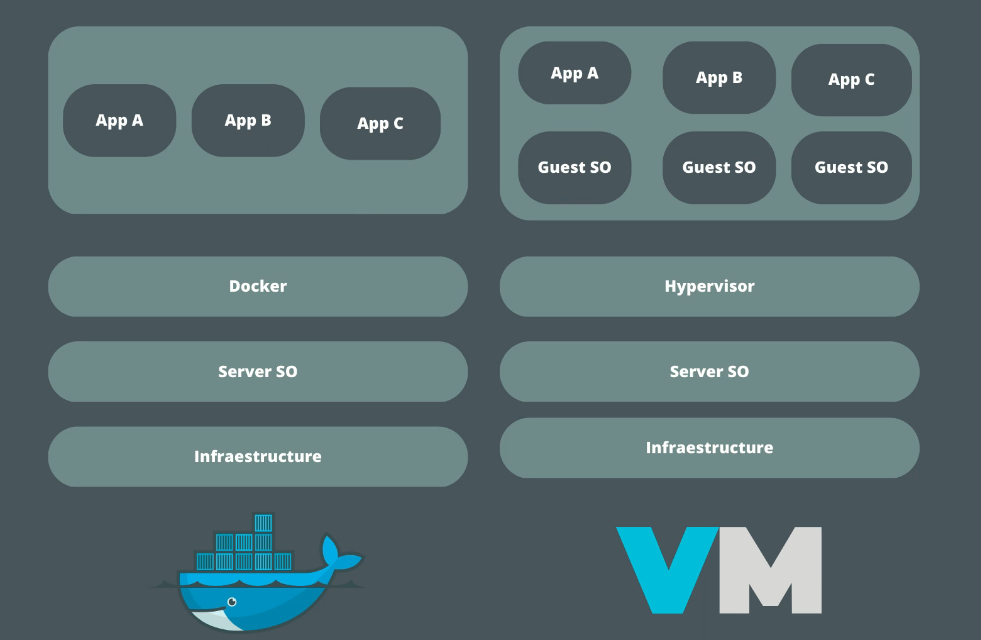 App A
App B
App C
Docker
Server SO
Infraestructure
App A
App B
App C
Guest SO
Guest SO
Guest SO
Hypervisor
Server SO
Infraestructure
VM